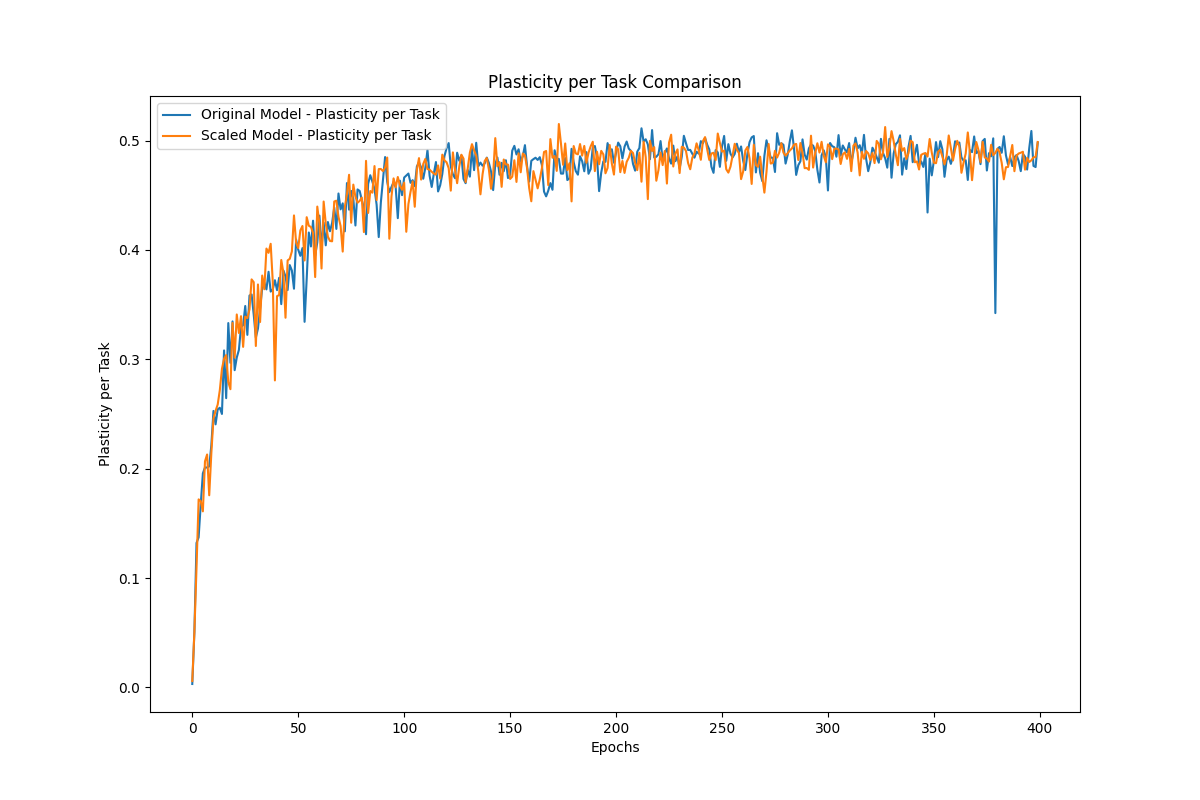 Plasticity per Task Comparison
Original Model - Plasticity per Task
Scaled Model - Plasticity per Task
Plasticity per Task
0.5
0.4
0.3
0.2
0.1
0.0
0 50 100 150 200 250 300 350 400
Epochs